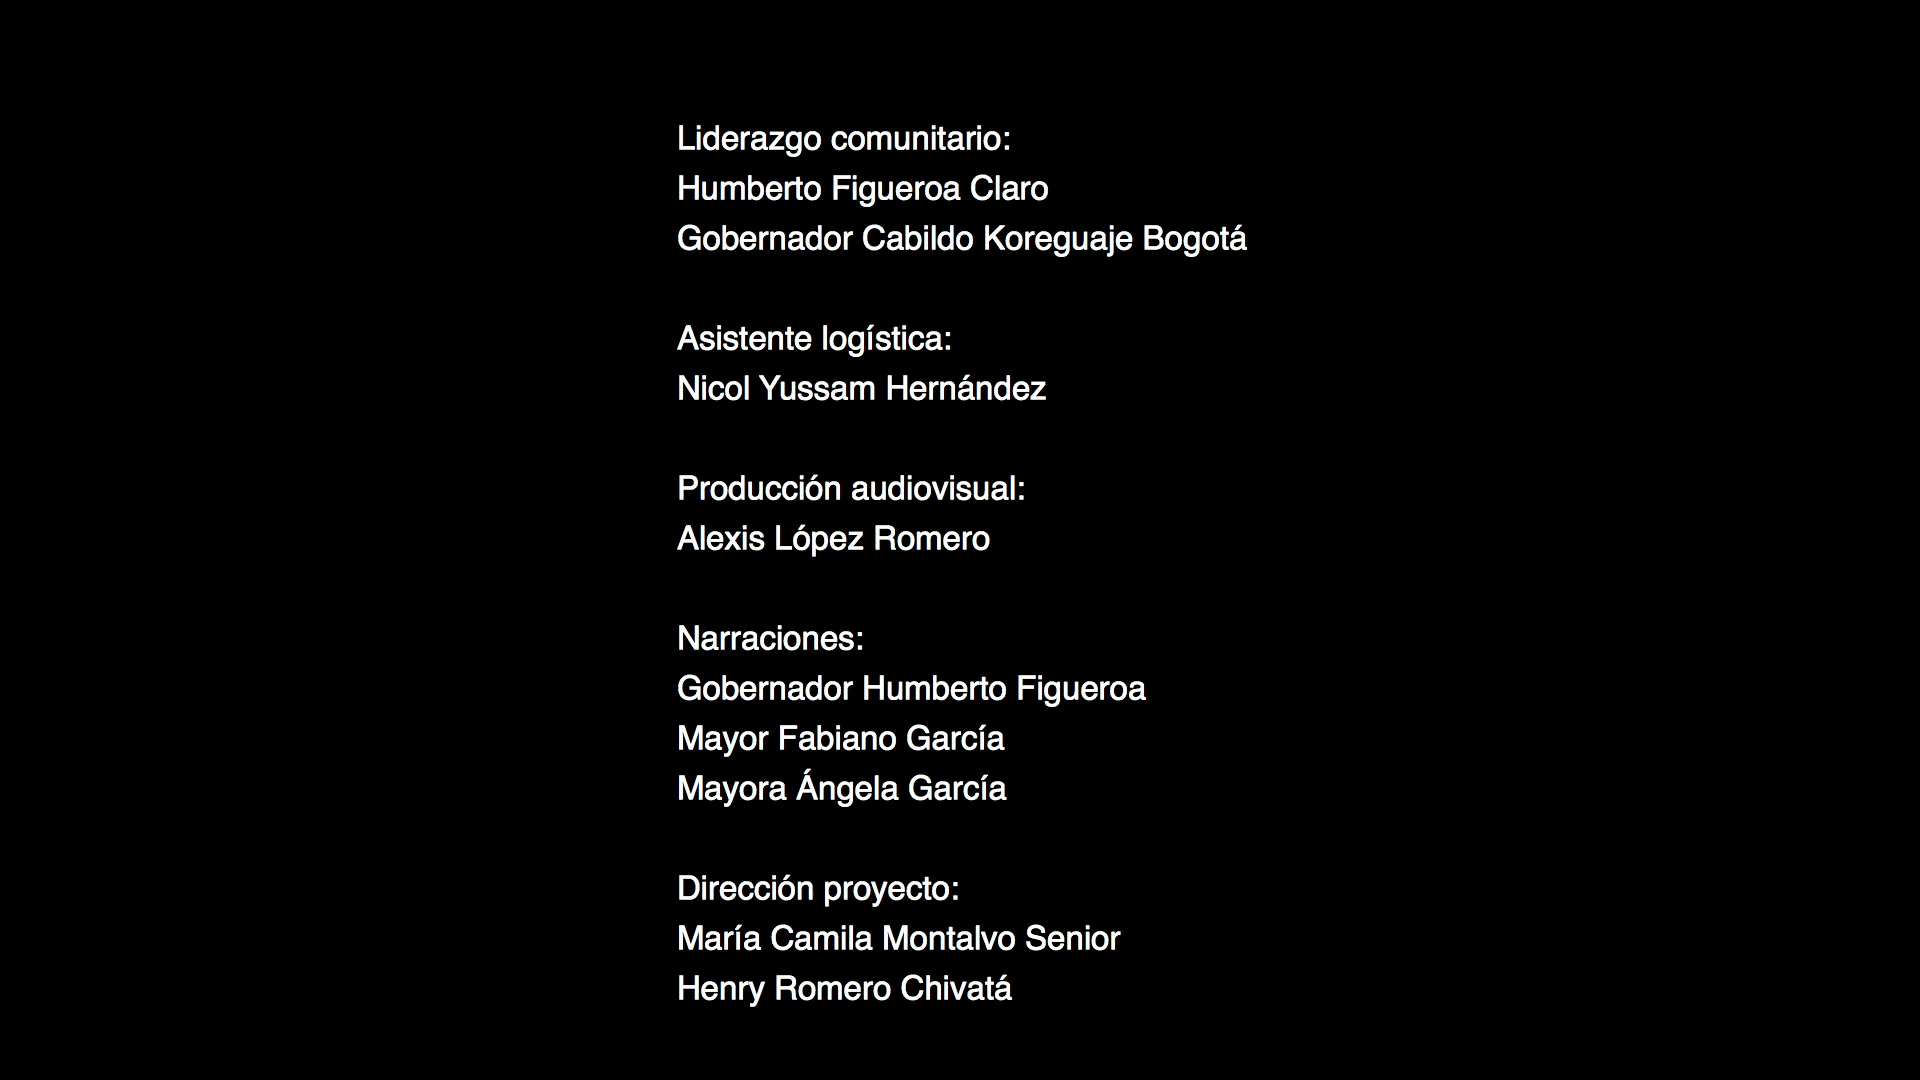 Liderazgo comunitario:
Humberto Figueroa Claro
Gobernador Cabildo Koreguaje Bogotá
Asistente logística:
Nicol Yussam Hernández
Producción audiovisual:
Alexis López Romero
Narraciones:
Gobernador Humberto Figueroa
Mayor Fabiano García
Mayora Ángela García
Dirección proyecto:
María Camila Montalvo Senior
Henry Romero Chivatá